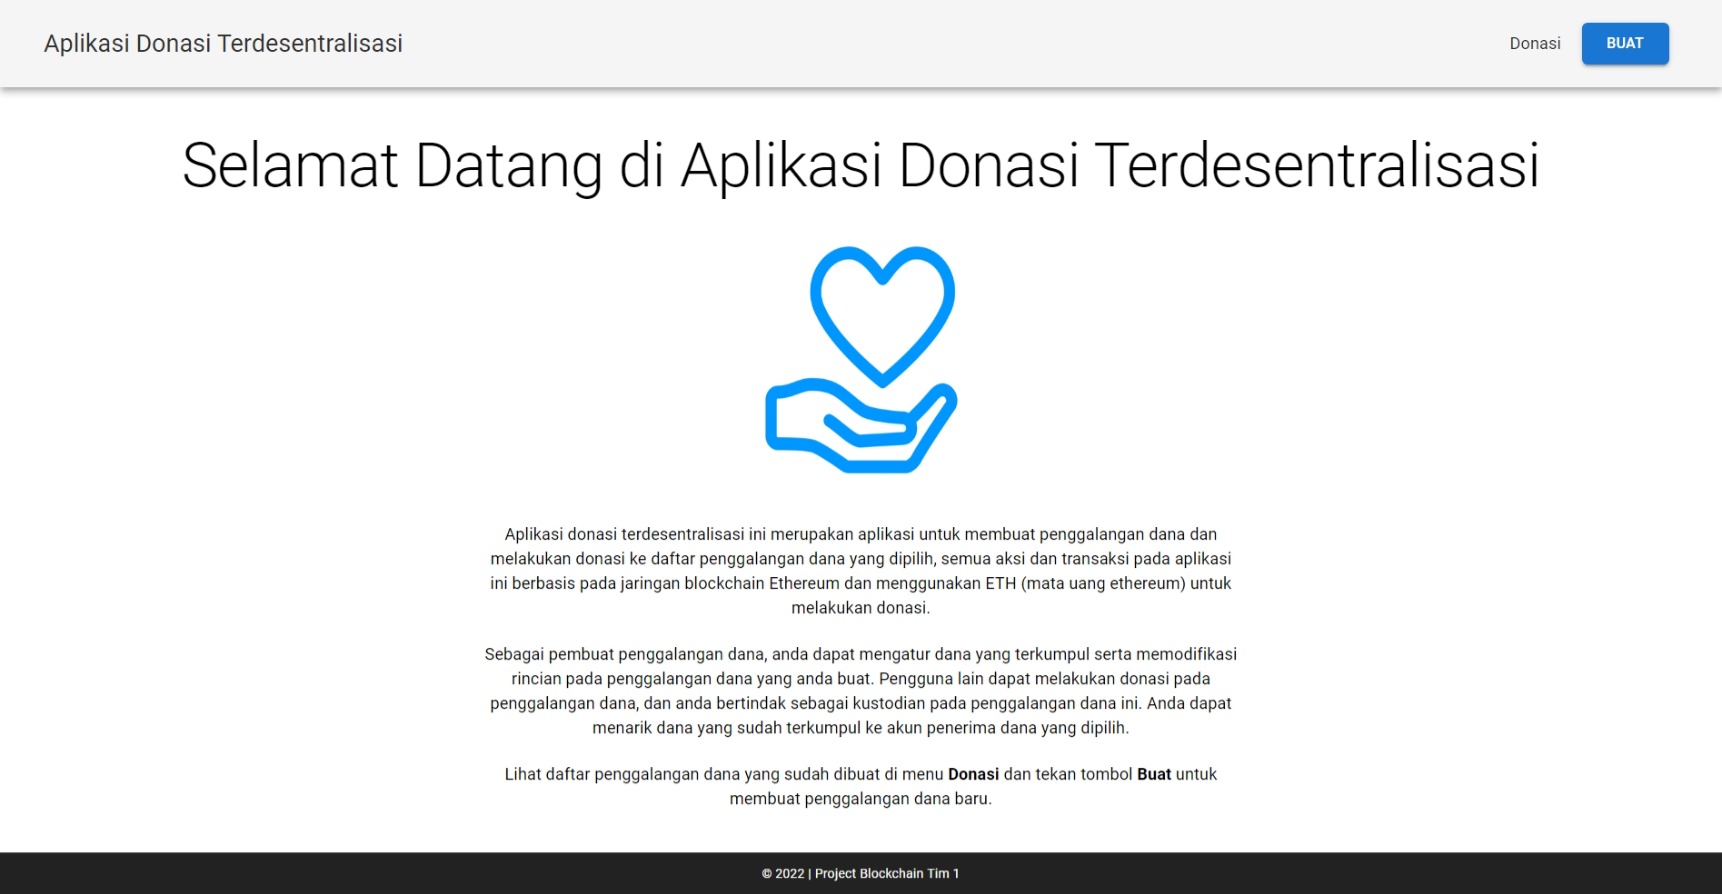 Aplikasi Donasi Terdesentralisasi
Donasi
BUAT
Selamat Datang di Aplikasi Donasi Terdesentralisasi
Aplikasi donasi terdesentralisasi ini merupakan aplikasi untuk membuat penggalangan dana dan
melakukan donasi ke daftar penggalangan dana yang dipilih, semua aksi dan transaksi pada aplikasi
ini berbasis pada jaringan blockchain Ethereum dan menggunakan ETH (mata uang ethereum) untuk
melakukan donasi.
Sebagai pembuat penggalangan dana, anda dapat mengatur dana yang terkumpul serta memodifikasi
rincian pada penggalangan dana yang anda buat. Pengguna lain dapat melakukan donasi pada
penggalangan dana, dan anda bertindak sebagai kustodian pada penggalangan dana ini. Anda dapat
menarik dana yang sudah terkumpul ke akun penerima dana yang dipilih.
Lihat daftar penggalangan dana yang sudah dibuat di menu Donasi dan tekan tombol Buat untuk
membuat penggalangan dana baru.
© 2022 | Project Blockchain Tim 1